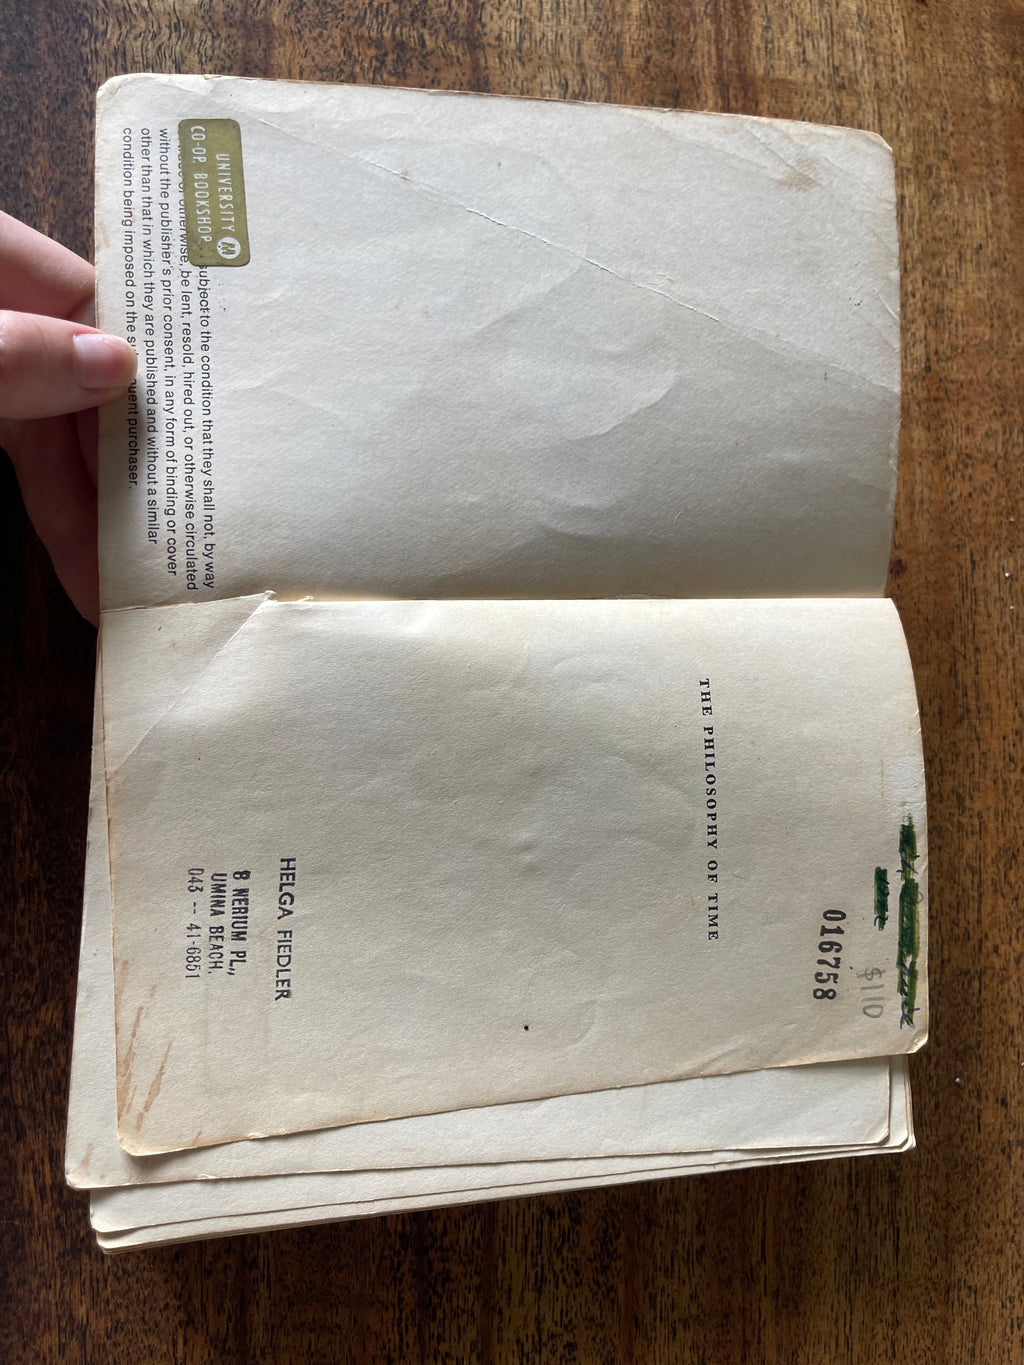 UNIVERSITY
CO-OP. BOOKSHOP
subject to the condition that they shall not, by way
otherwise, be lent, resold, hired out, or otherwise circulated
without the publisher's prior consent, in any form of binding or cover
other than that in which they are published and without a similar
condition being imposed on the purchaser.
$1.10
016758
THE PHILOSOPHY OF TIME
HELGA FIEDLER
8 NERIUM PL.,
UMINA BEACH.
043 -- 41-6851